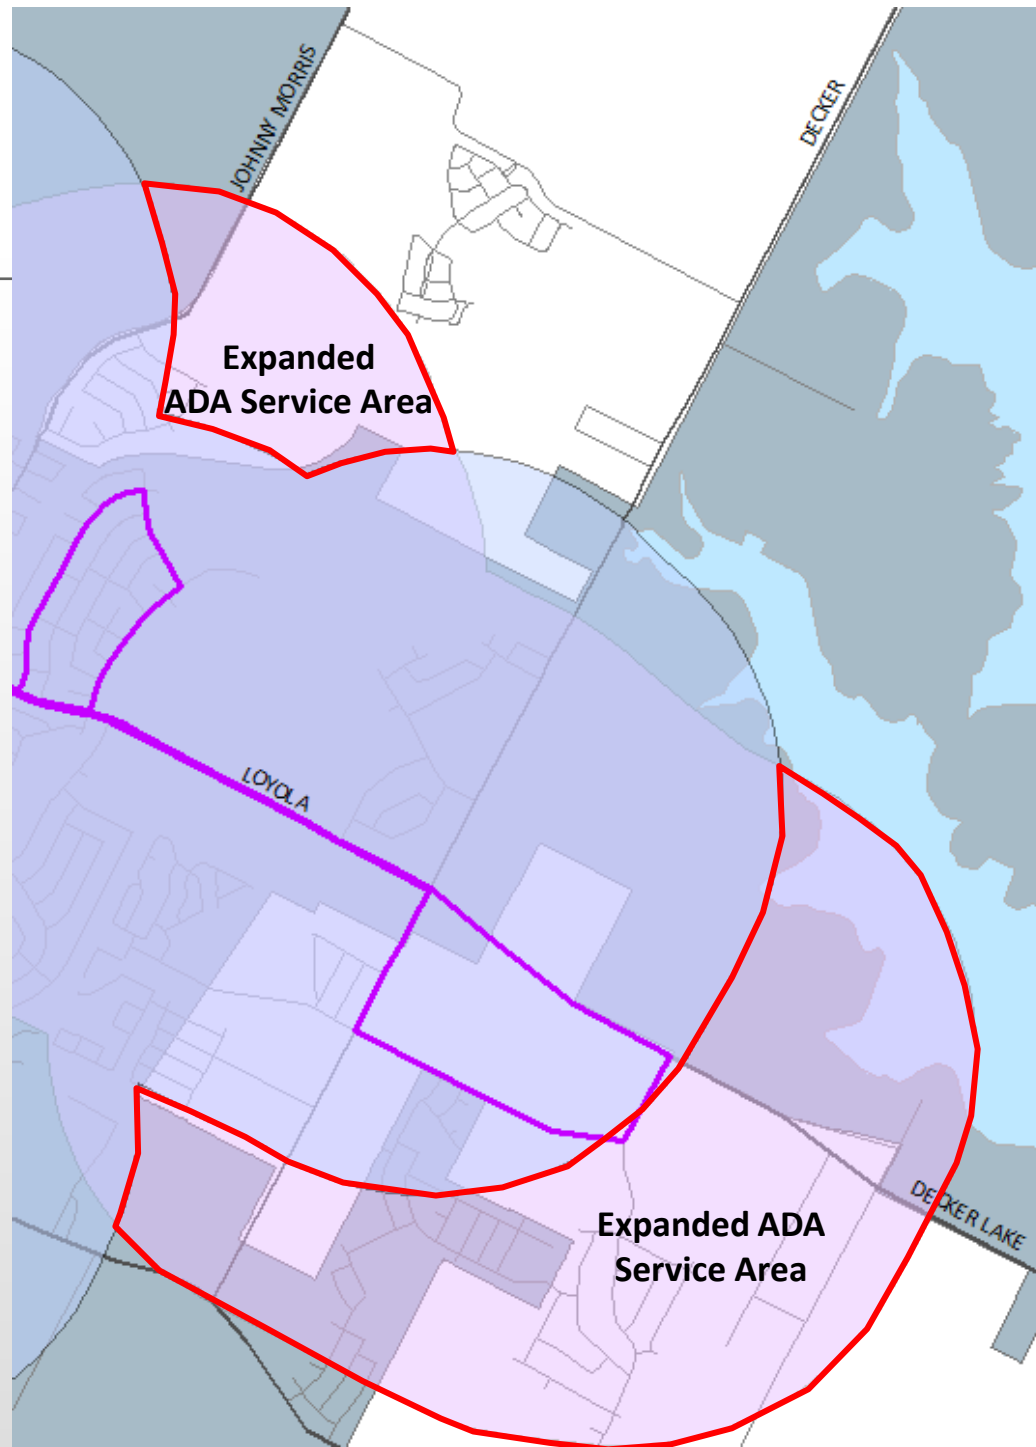 JOHNNY MORRIS
DECKER
Expanded
ADA Service Area
LOYOLA
DECKER LAKE
Expanded ADA
Service Area